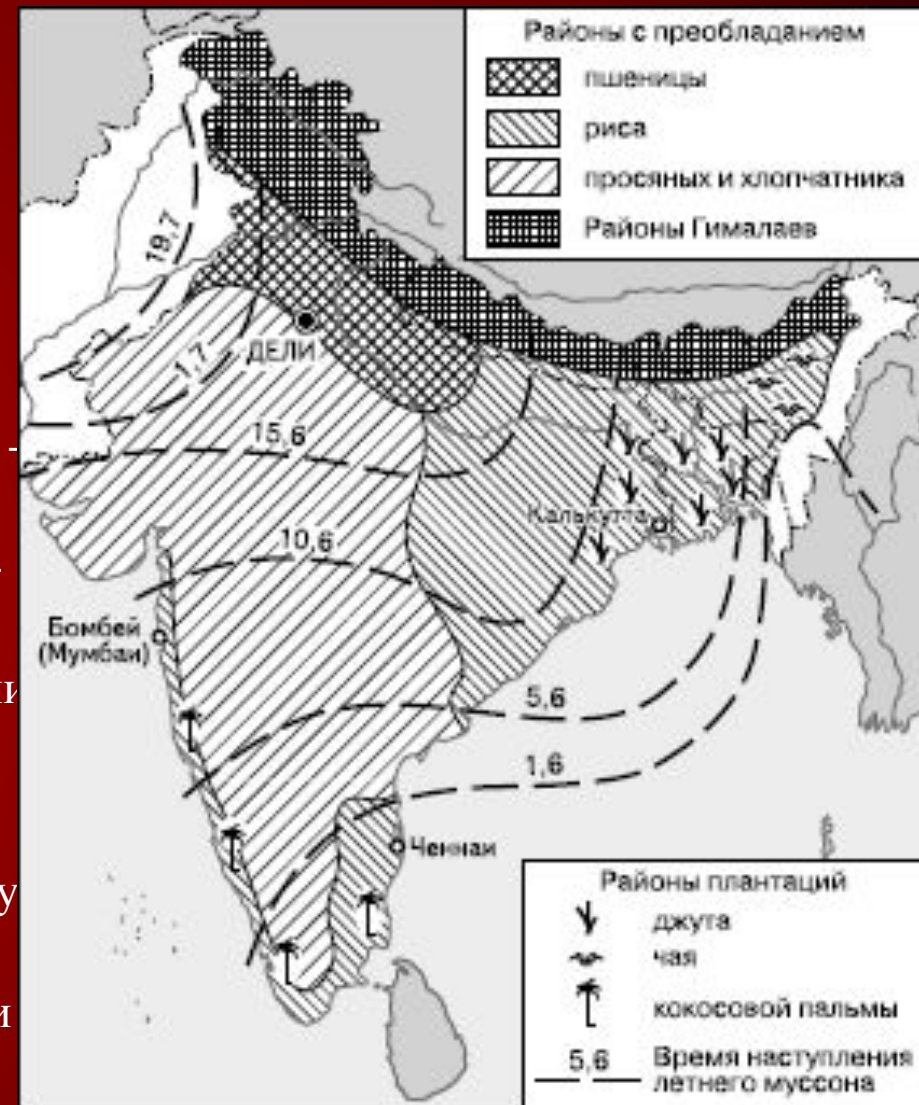 Районы с преобладанием
пшеницы
риса
просяных и хлопчатника
Районы Гималаев
19,7
1,7
ДЕЛИ
15,6
10,6
Калькутта
Бомбей
(Мумбаи)
5,6
1,6
Ченнаи
Районы плантаций
джута
чая
кокосовой пальмы
5,6 Время наступления
летнего муссона